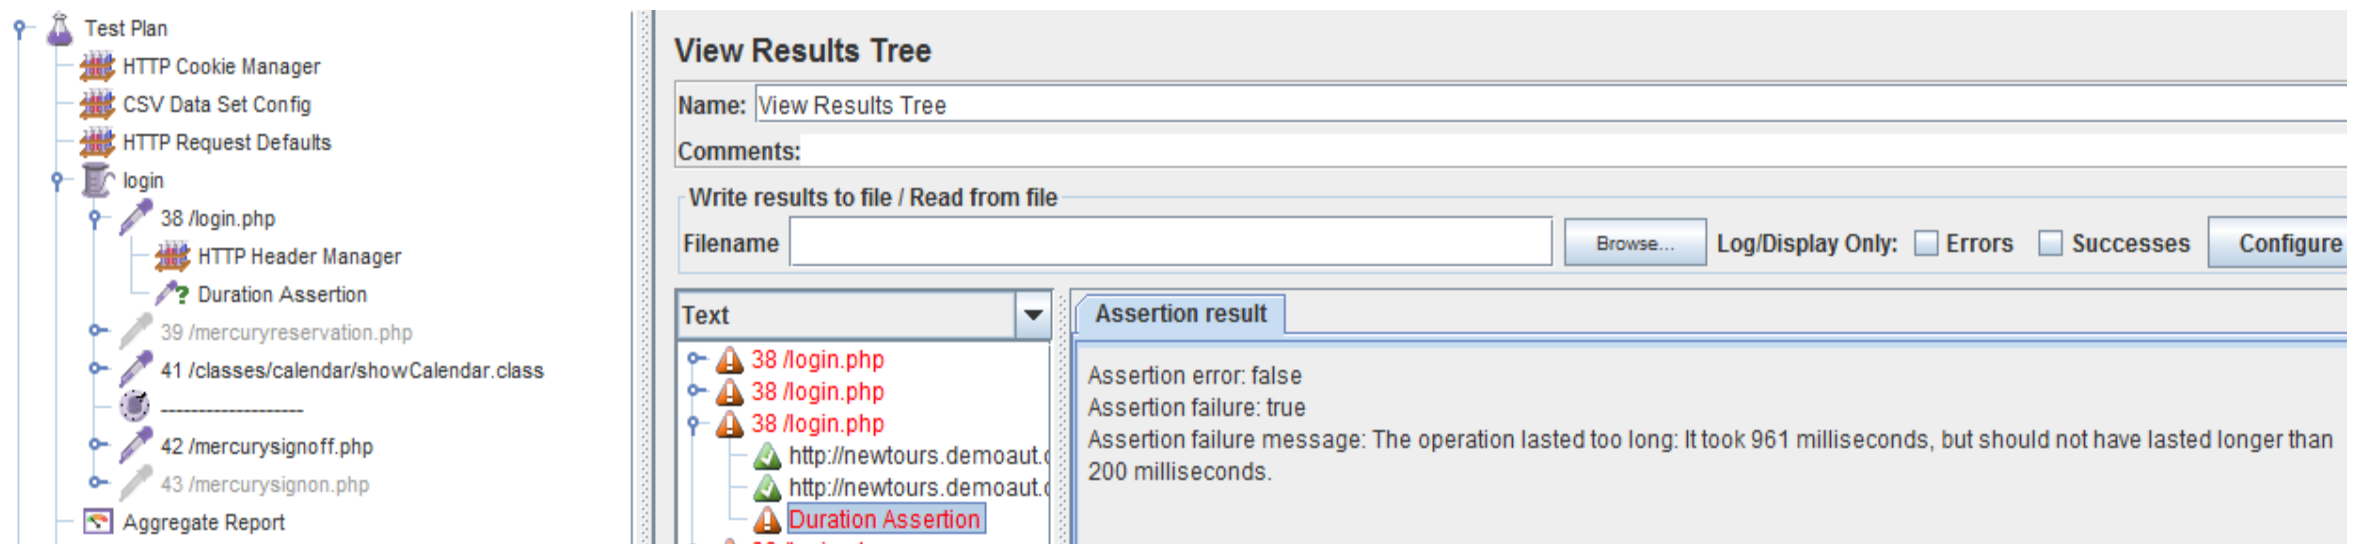 Test Plan
HTTP Cookie Manager
CSV Data Set Config
HTTP Request Defaults
login
38 /login.php
HTTP Header Manager
Duration Assertion
39 /mercuryreservation.php
41 /classes/calendar/showCalendar.class
--------------------
42 /mercurysignoff.php
43 /mercurysignon.php
Aggregate Report
View Results Tree
Name: View Results Tree
Comments:
Write results to file / Read from file
Filename Browse... Log/Display Only: Errors Successes Configure
Text
38 /login.php
38 /login.php
38 /login.php
http://newtours.demoaut.
http://newtours.demoaut.
Duration Assertion
Assertion result
Assertion error: false
Assertion failure: true
Assertion failure message: The operation lasted too long: It took 961 milliseconds, but should not have lasted longer than
200 milliseconds.